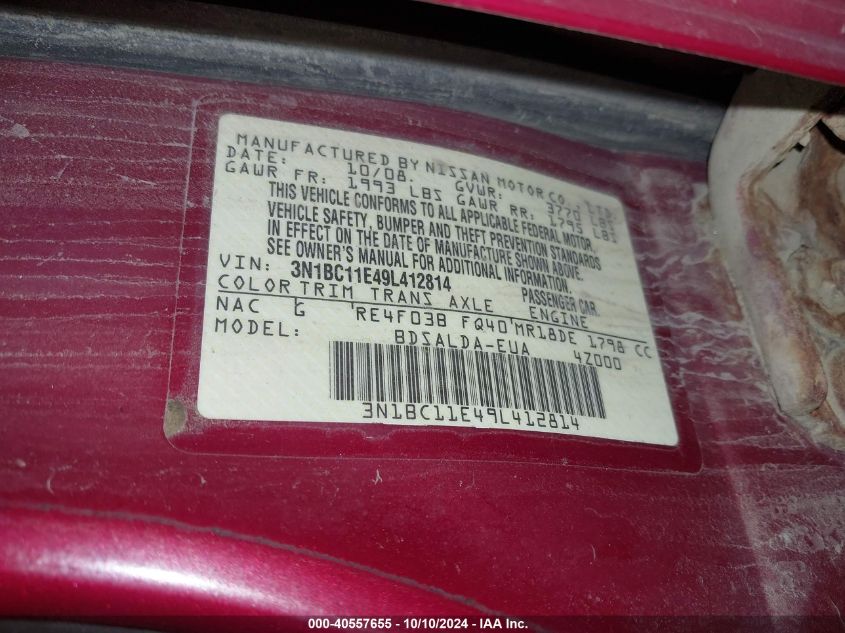 MANUFACTURED BY NISSAN MOTOR CO., LTD.
DATE: 10/08. GVWR: 3770 LBS
GAWR FR: 1993 LBS GAWR RR: 1795 LBS
THIS VEHICLE CONFORMS TO ALL APPLICABLE FEDERAL MOTOR
VEHICLE SAFETY, BUMPER AND THEFT PREVENTION STANDARDS
IN EFFECT ON THE DATE OF MANUFACTURE SHOWN ABOVE.
SEE OWNER'S MANUAL FOR ADDITIONAL INFORMATION.
VIN: 3N1BC11E49L412814 PASSENGER CAR
COLOR TRIM TRANS AXLE ENGINE
NAC G RE4F03B FQ40 MR18DE 1798 CC
MODEL: BDSALDA-EUA 4Z000
3N1BC11E49L412814
000-40557655 - 10/10/2024 - IAA Inc.